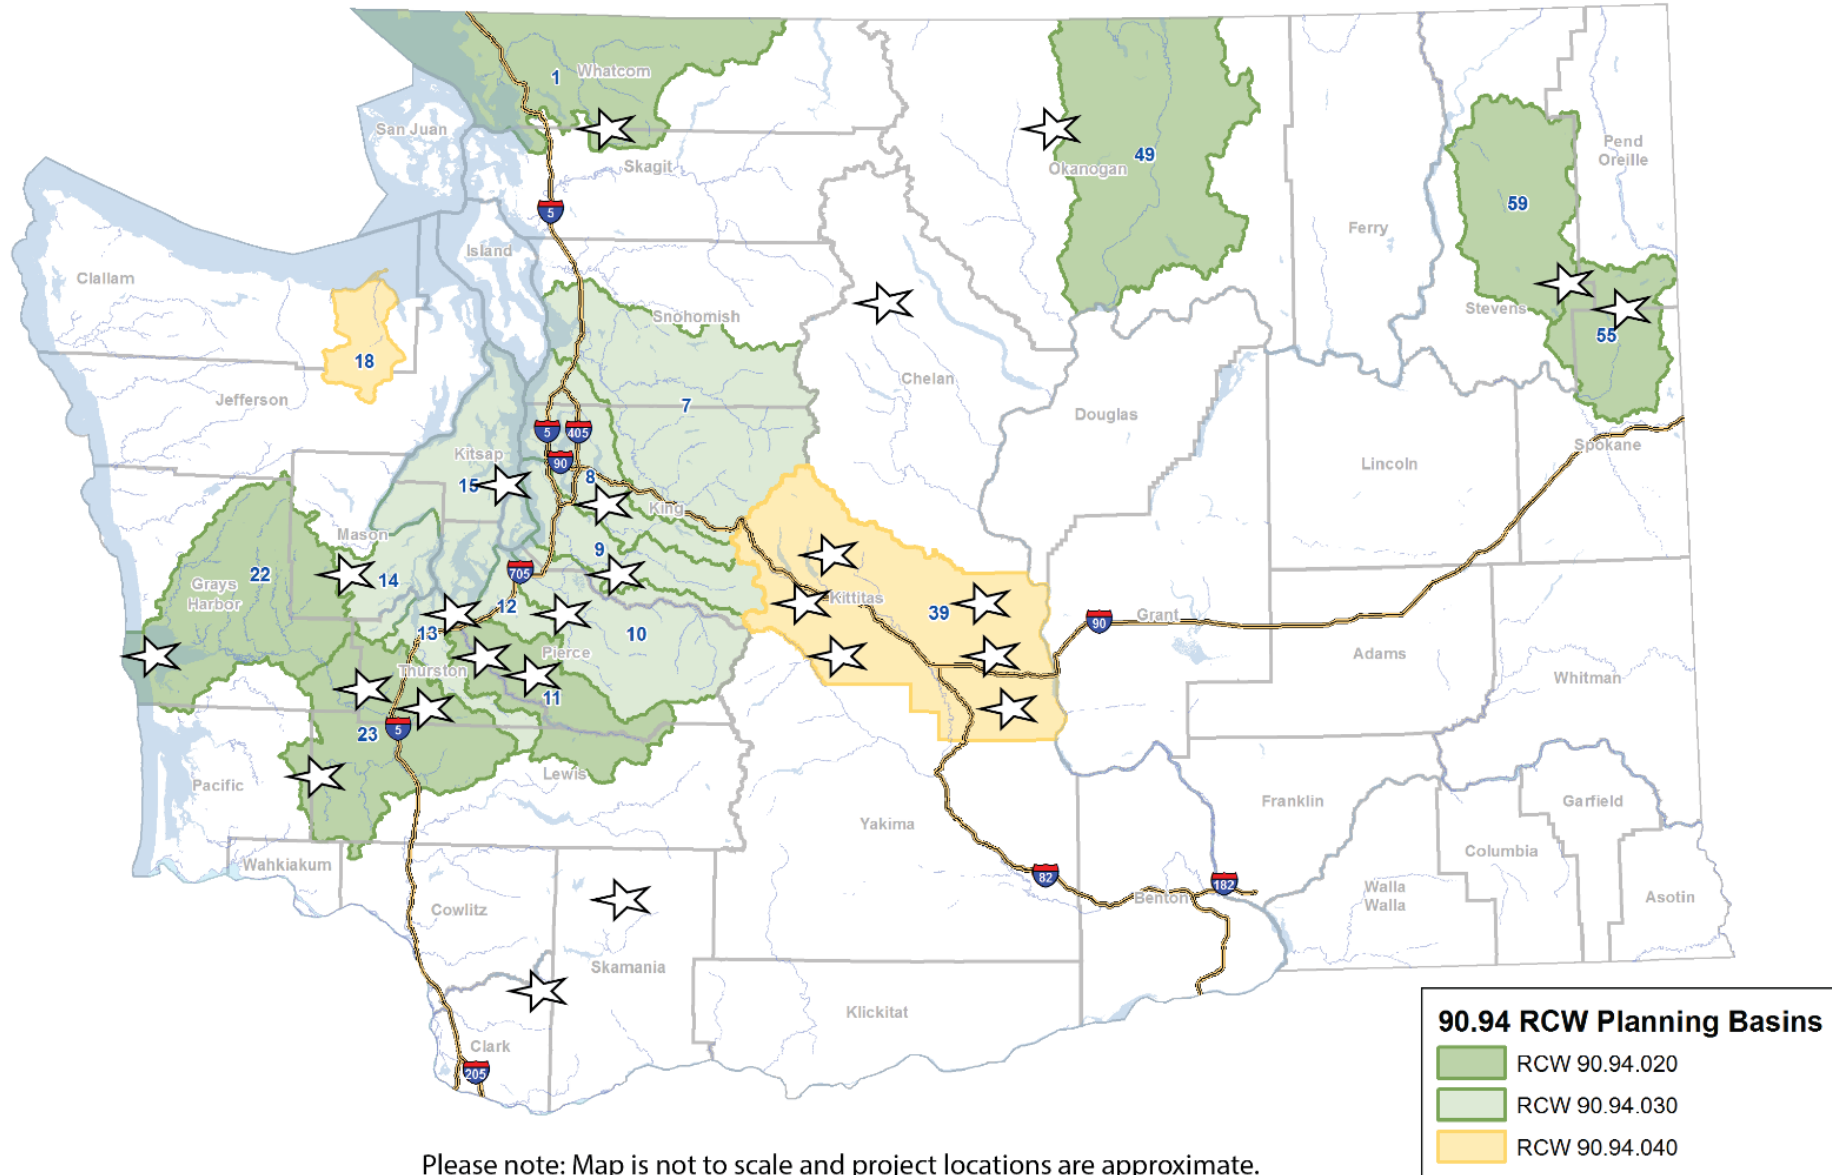 1
Whatcom
San Juan
Skagit
49
Okanogan
Pend
Oreille
5
59
Ferry
Island
Clallam
Snohomish
Stevens
55
18
Chelan
Jefferson
7
Douglas
5
405
Kitsap
90
Spokane
Lincoln
15
8
King
Mason
9
22
14
705
Grays
Harbor
12
Kittitas
39
90
Grant
13
10
Pierce
Adams
Thurston
11
Whitman
5
23
Lewis
Pacific
Franklin
Garfield
Yakima
Wahkiakum
Columbia
82
182
Walla
Walla
Benton
Asotin
Cowlitz
Skamania
Klickitat
Clark
205
90.94 RCW Planning Basins
RCW 90.94.020
RCW 90.94.030
RCW 90.94.040
Please note: Map is not to scale and project locations are approximate.